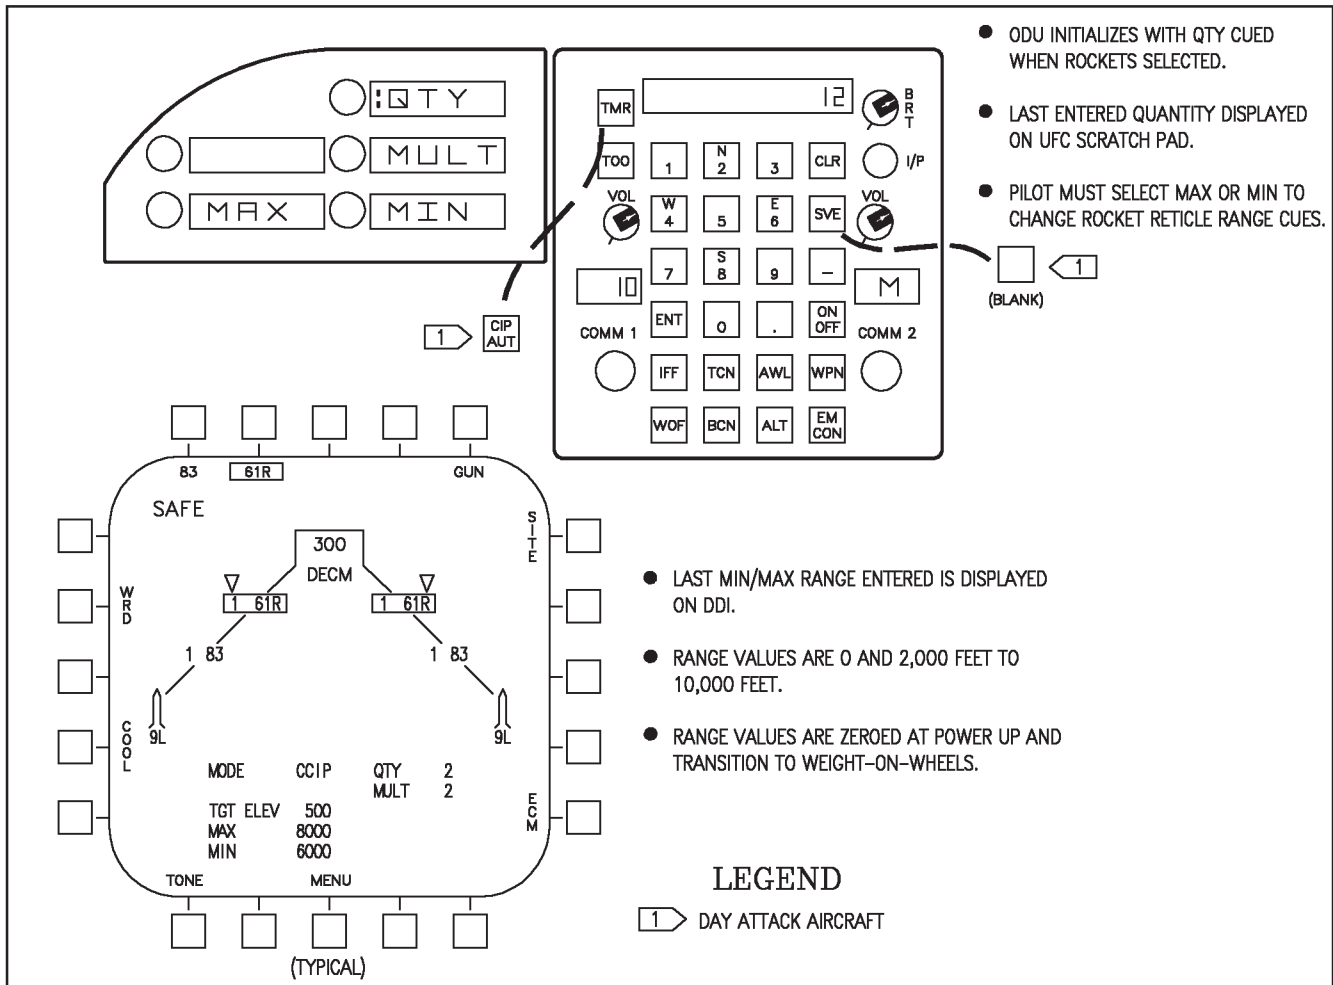 :QTY
MULT
MAX
MIN
12
TMR
B
R
T
TOO
1
N
2
3
CLR
I/P
VOL
W
4
5
E
6
SVE
VOL
7
S
8
9
–
10
M
ENT
0
.
ON
OFF
COMM 1
COMM 2
IFF
TCN
AWL
WPN
WOF
BCN
ALT
EM
CON
1
CIP
AUT
1
(BLANK)
● ODU INITIALIZES WITH QTY CUED
WHEN ROCKETS SELECTED.
● LAST ENTERED QUANTITY DISPLAYED
ON UFC SCRATCH PAD.
● PILOT MUST SELECT MAX OR MIN TO
CHANGE ROCKET RETICLE RANGE CUES.
83
61R
GUN
SAFE
S
I
T
E
300
DECM
W
R
D
1 61R
1 61R
1 83
1 83
C
O
O
L
9L
9L
MODE CCIP QTY 2
MULT 2
TGT ELEV 500
MAX 8000
MIN 6000
E
C
M
TONE
MENU
(TYPICAL)
● LAST MIN/MAX RANGE ENTERED IS DISPLAYED
ON DDI.
● RANGE VALUES ARE 0 AND 2,000 FEET TO
10,000 FEET.
● RANGE VALUES ARE ZEROED AT POWER UP AND
TRANSITION TO WEIGHT–ON–WHEELS.
LEGEND
1 DAY ATTACK AIRCRAFT